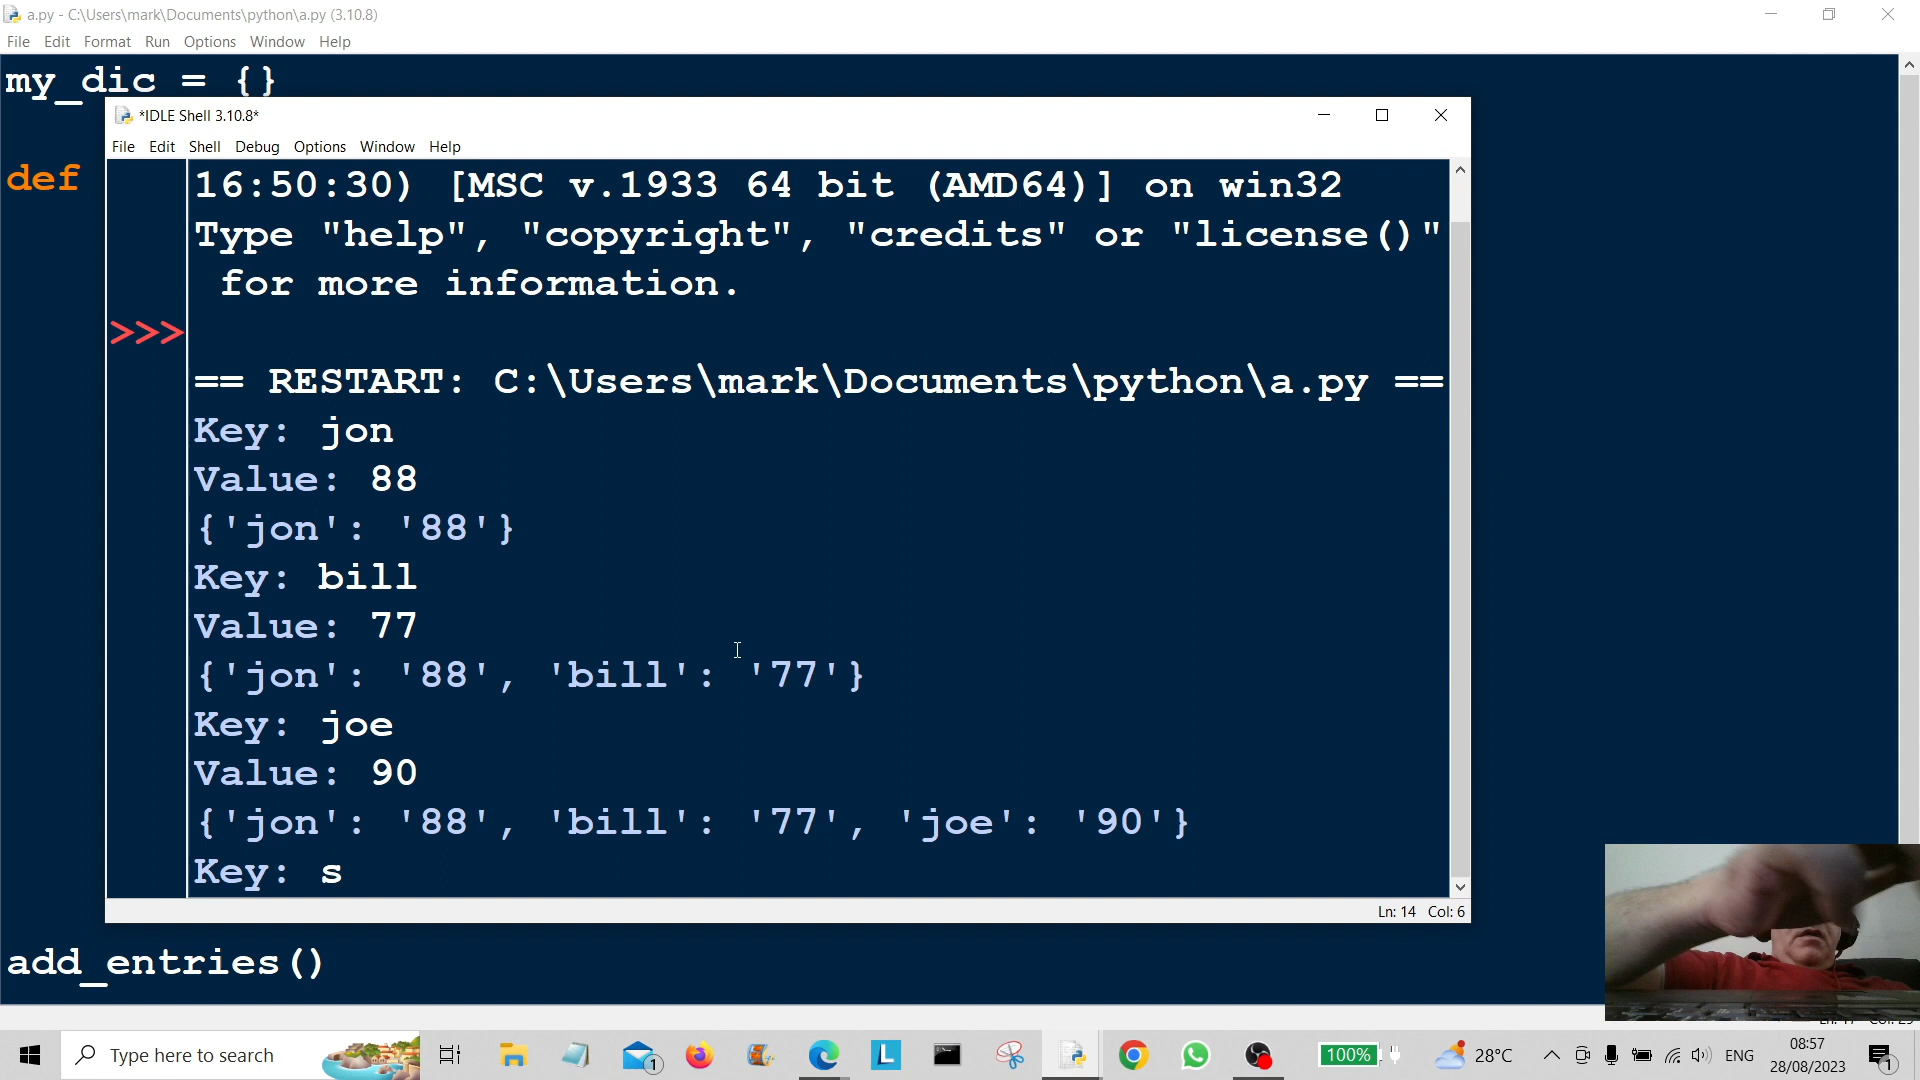 a.py - C:\Users\mark\Documents\python\a.py (3.10.8)
File Edit Format Run Options Window Help
my_dic = {}
*IDLE Shell 3.10.8*
File Edit Shell Debug Options Window Help
def
16:50:30) [MSC v.1933 64 bit (AMD64)] on win32
Type "help", "copyright", "credits" or "license()"
for more information.
>>>
== RESTART: C:\Users\mark\Documents\python\a.py ==
Key: jon
Value: 88
{'jon': '88'}
Key: bill
Value: 77
{'jon': '88', 'bill': '77'}
Key: joe
Value: 90
{'jon': '88', 'bill': '77', 'joe': '90'}
Key: s
Ln: 14 Col: 6
add_entries()
Type here to search
1
L
100%
28°C
ENG
08:57
28/08/2023
1